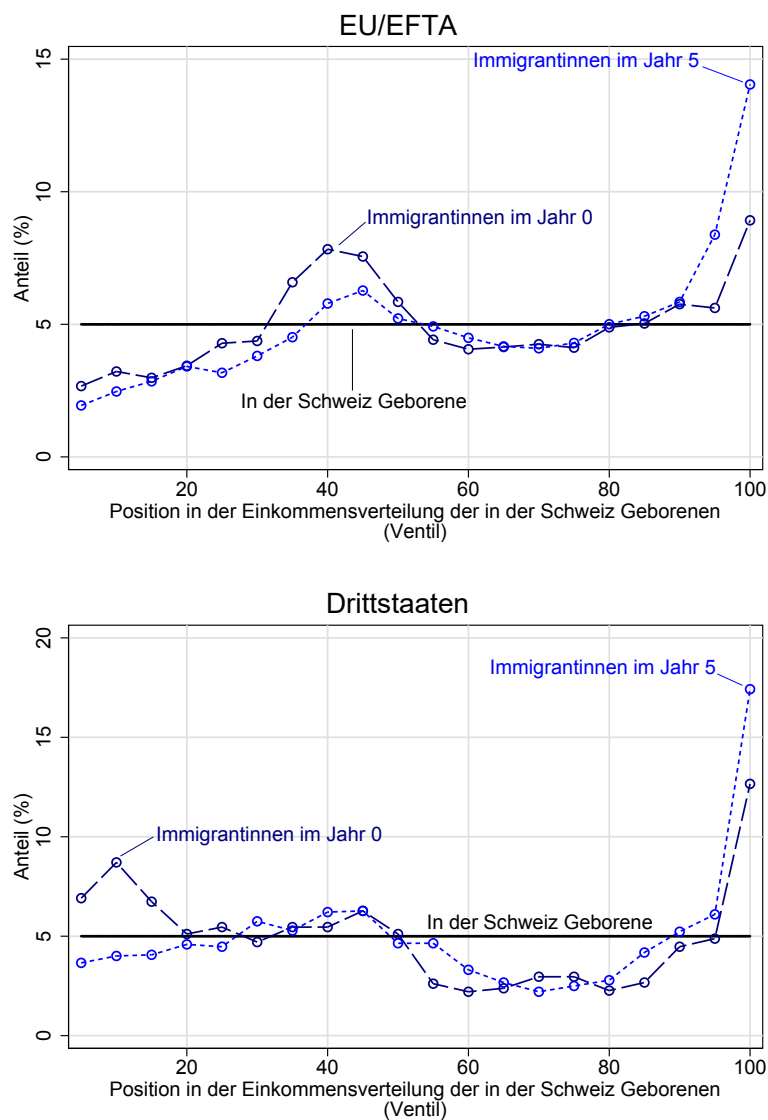 EU/EFTA
15
Immigrantinnen im Jahr 5
10
Immigrantinnen im Jahr 0
Anteil (%)
5
In der Schweiz Geborene
0
20 40 60 80 100
Position in der Einkommensverteilung der in der Schweiz Geborenen
(Ventil)
Drittstaaten
20
Immigrantinnen im Jahr 5
15
Anteil (%)
10
Immigrantinnen im Jahr 0
In der Schweiz Geborene
5
0
20 40 60 80 100
Position in der Einkommensverteilung der in der Schweiz Geborenen
(Ventil)